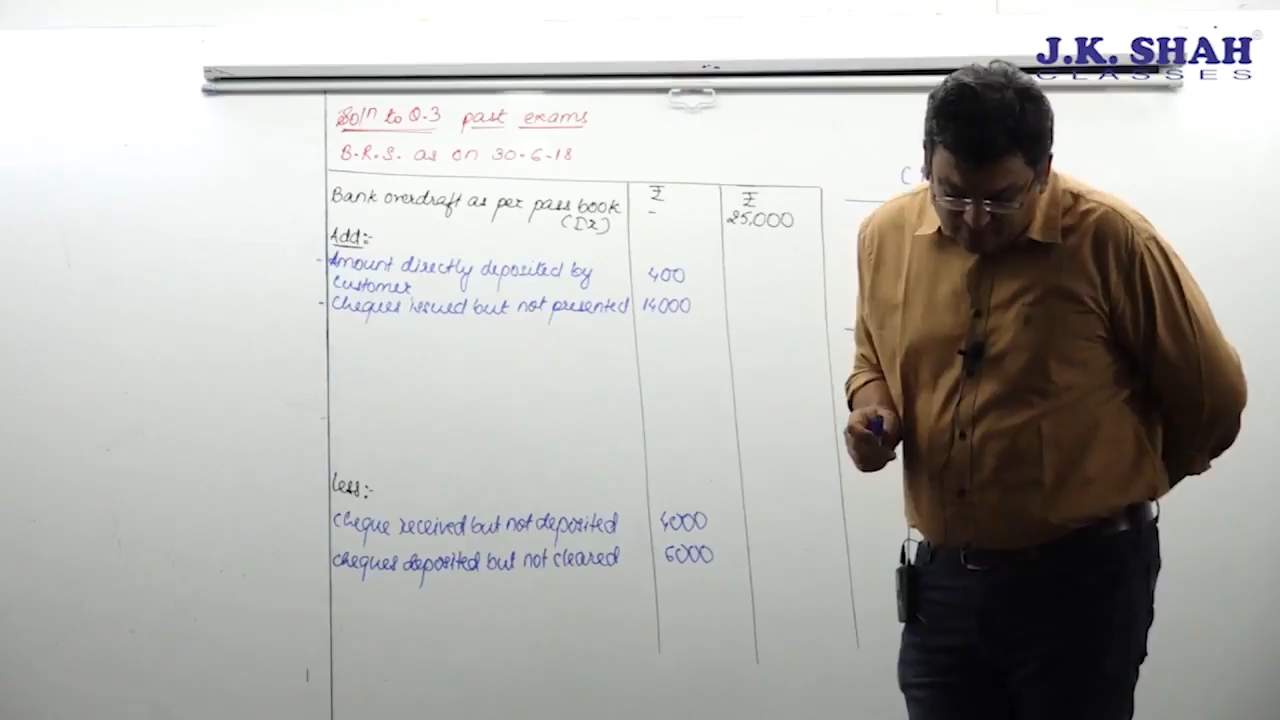 J.K. SHAH
CLASSES
Sol^n to Q.3 past exams
B.R.S. as on 30-6-18
₹ ₹
Bank overdraft as per pass book - 25,000
(Dr)
Add:-
- Amount directly deposited by 400
Customer
- Cheques issued but not presented 14000
Less:-
Cheque received but not deposited 4000
Cheques deposited but not cleared 6000